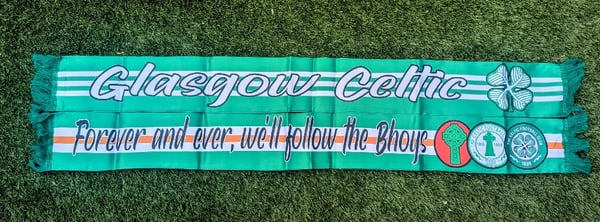 Glasgow Celtic
Forever and ever, we'll follow the Bhoys